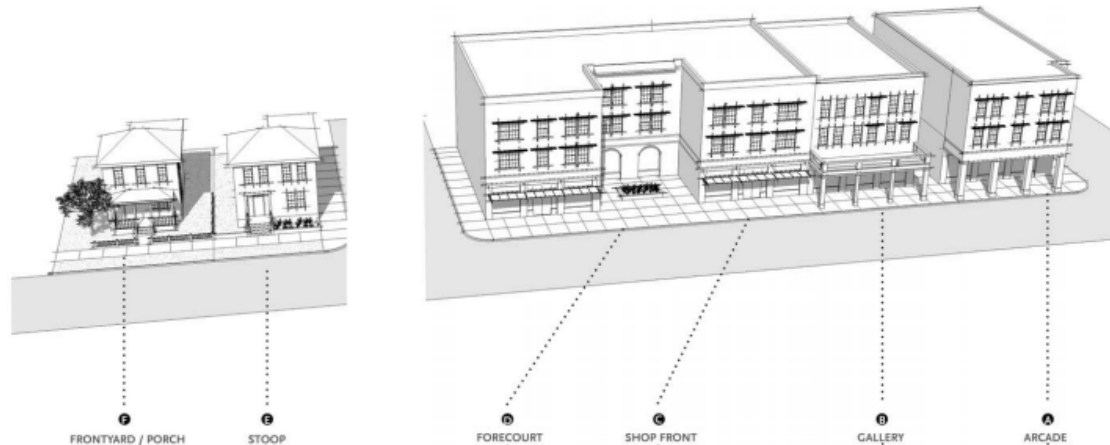 F E D C B A
FRONTYARD / PORCH STOOP FORECOURT SHOP FRONT GALLERY ARCADE